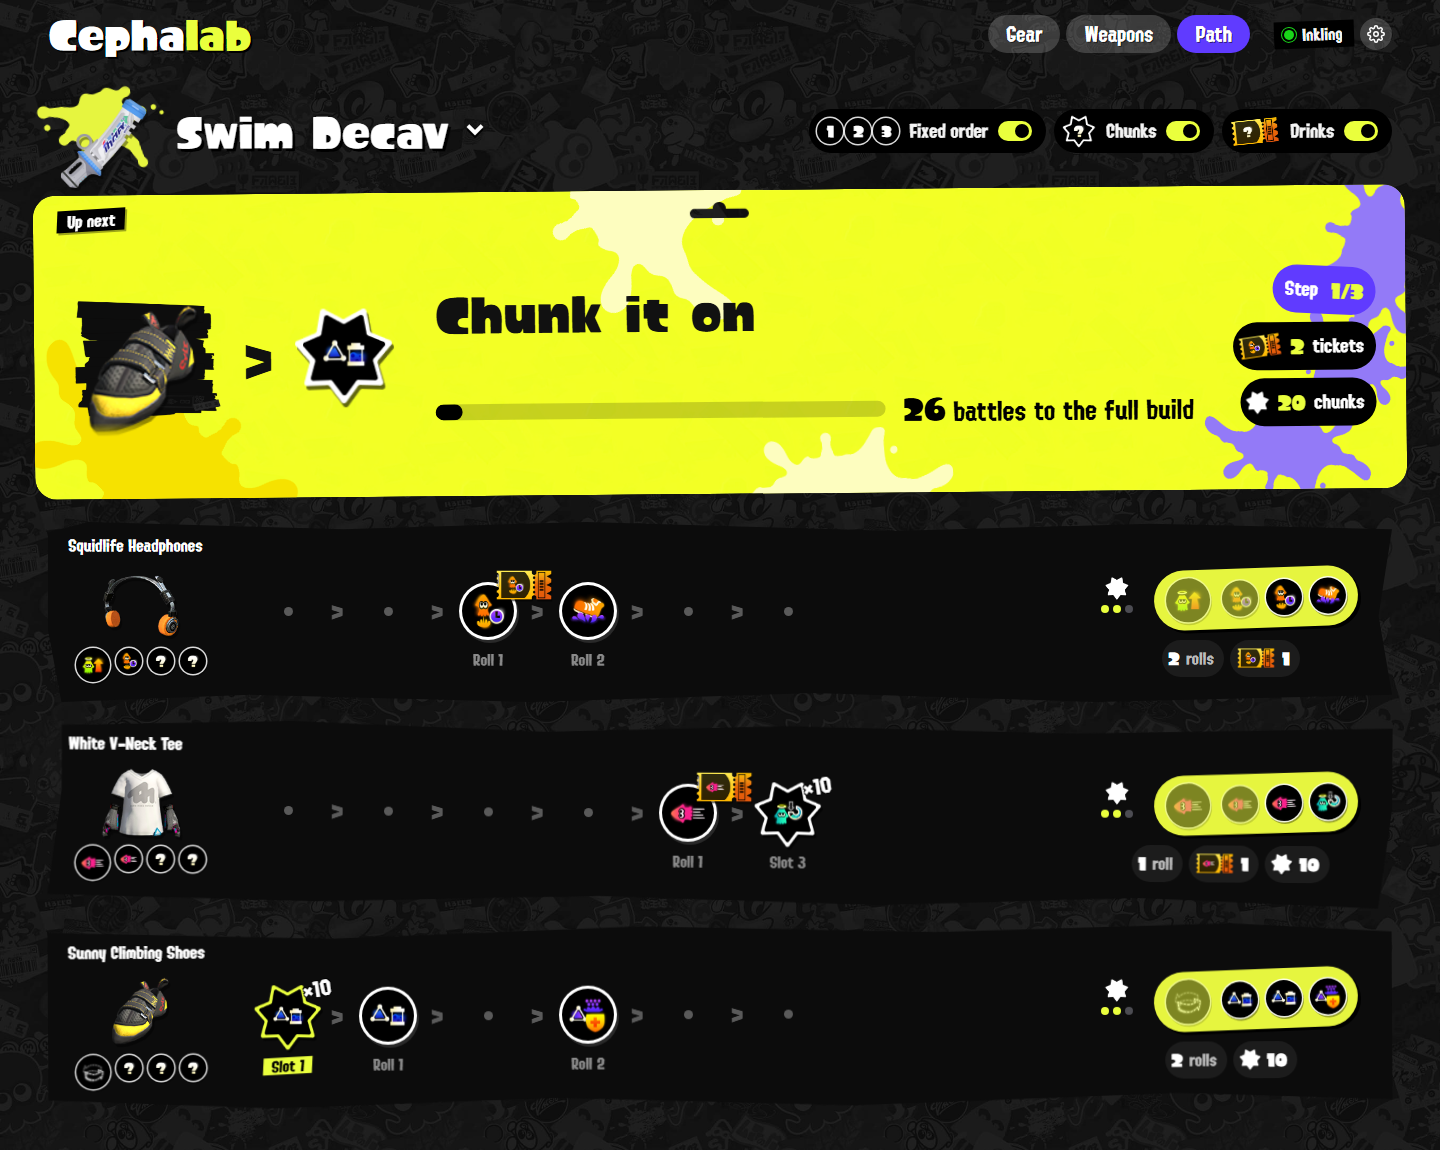 Cephalab
Gear
Weapons
Path
Inkling
Swim Decav
1 2 3 Fixed order
? Chunks
? Drinks
Up next
>
Chunk it on
26 battles to the full build
Step 1/3
2 tickets
20 chunks
Squidlife Headphones
? ?
> > > > >
Roll 1
Roll 2
2 rolls
1
White V-Neck Tee
? ?
> > > > >
×10
Roll 1
Slot 3
1 roll
1
10
Sunny Climbing Shoes
? ? ?
> > > > >
×10
Slot 1
Roll 1
Roll 2
2 rolls
10